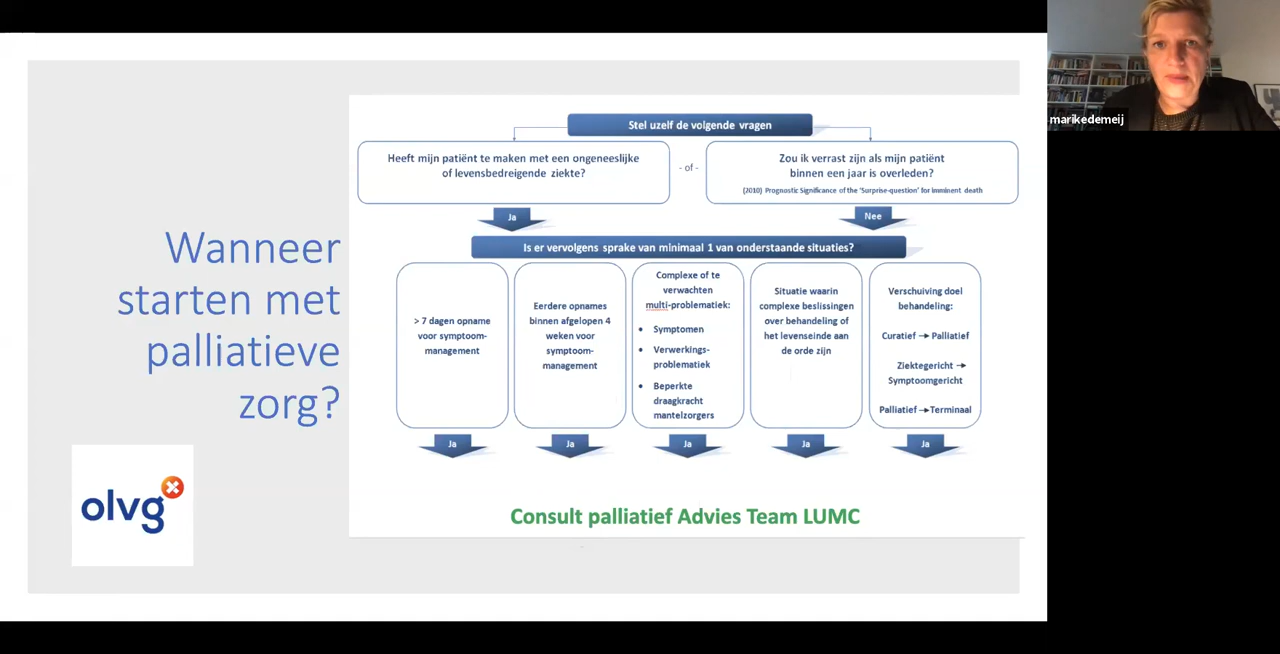 Wanneer
starten met
palliatieve
zorg?
olvg
Stel uzelf de volgende vragen
Heeft mijn patiënt te maken met een ongeneeslijke
of levensbedreigende ziekte?
- of -
Zou ik verrast zijn als mijn patiënt
binnen een jaar is overleden?
(2010) Prognostic Significance of the 'Surprise-question' for imminent death
Ja
Nee
Is er vervolgens sprake van minimaal 1 van onderstaande situaties?
> 7 dagen opname
voor symptoom-
management
Eerdere opnames
binnen afgelopen 4
weken voor
symptoom-
management
Complexe of te
verwachten
multi-problematiek:
• Symptomen
• Verwerkings-
problematiek
• Beperkte
draagkracht
mantelzorgers
Situatie waarin
complexe beslissingen
over behandeling of
het levenseinde aan
de orde zijn
Verschuiving doel
behandeling:
Curatief → Palliatief
Ziektegericht →
Symptoomgericht
Palliatief → Terminaal
Ja
Ja
Ja
Ja
Ja
Consult palliatief Advies Team LUMC
marikedemeij